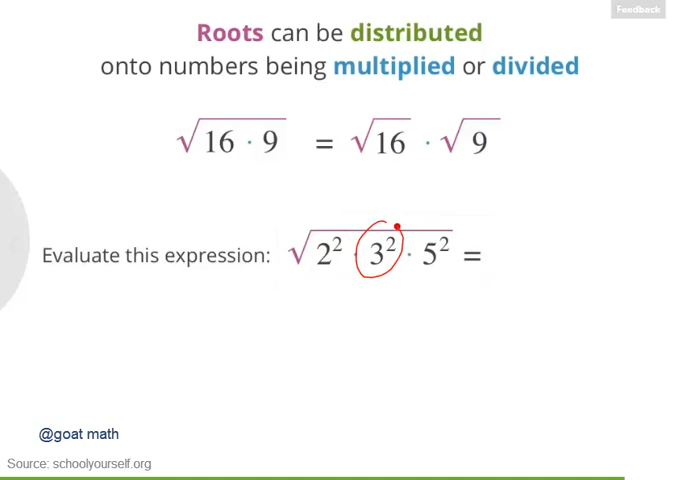 Feedback
Roots can be distributed
onto numbers being multiplied or divided
√16 · 9 = √16 · √9
Evaluate this expression: √2² · 3² · 5² =
@goat math
Source: schoolyourself.org